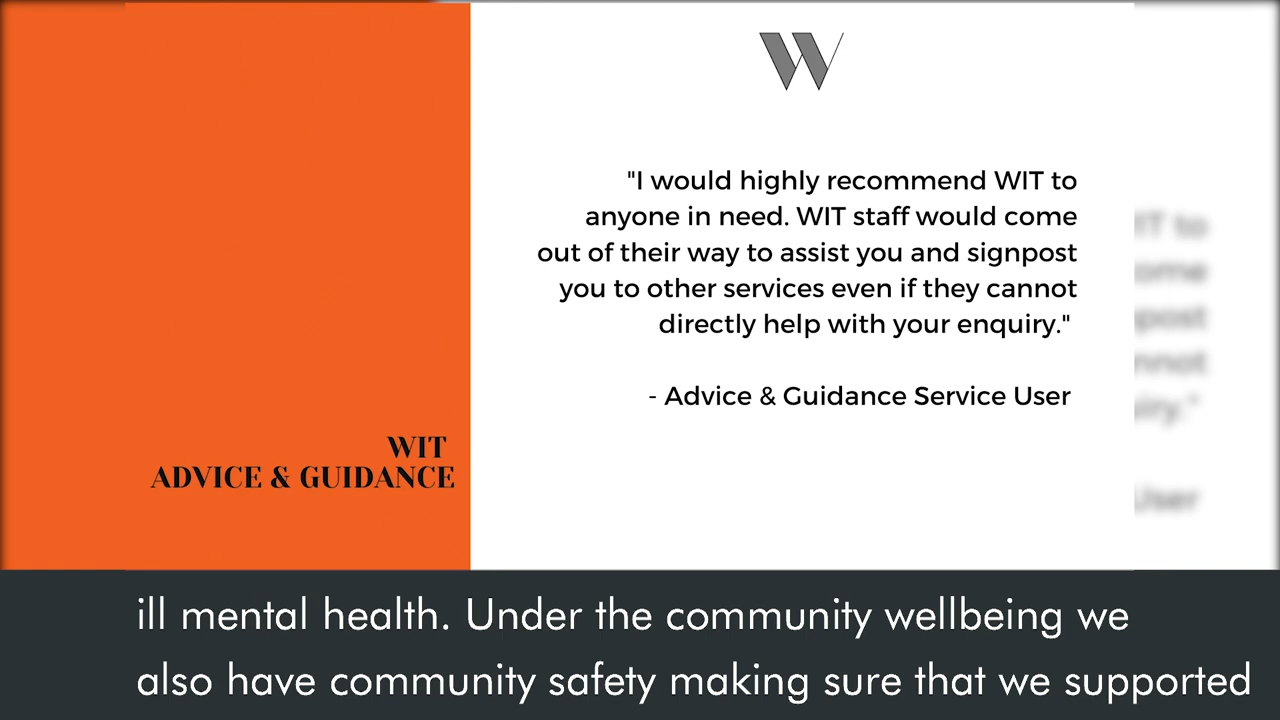 W
"I would highly recommend WIT to
anyone in need. WIT staff would come
out of their way to assist you and signpost
you to other services even if they cannot
directly help with your enquiry."
- Advice & Guidance Service User
WIT
ADVICE & GUIDANCE
ill mental health. Under the community wellbeing we
also have community safety making sure that we supported